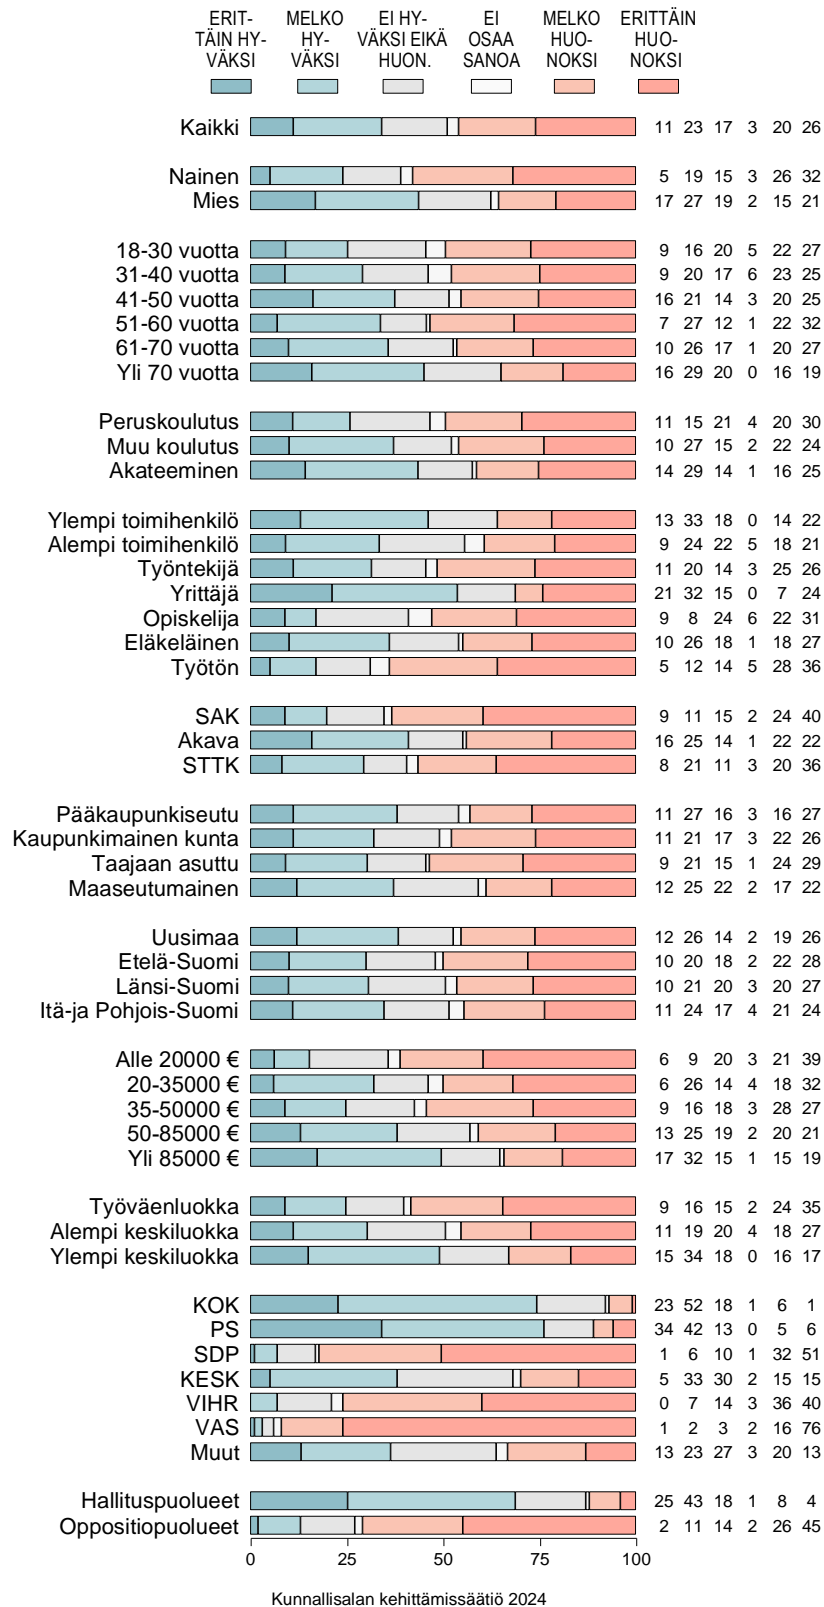 ERIT- MELKO EI HY- EI MELKO ERITTÄIN
TÄIN HY- HY- VÄKSI EIKÄ OSAA HUO- HUO-
VÄKSI VÄKSI HUON. SANOA NOKSI NOKSI
Kaikki 11 23 17 3 20 26
Nainen 5 19 15 3 26 32
Mies 17 27 19 2 15 21
18-30 vuotta 9 16 20 5 22 27
31-40 vuotta 9 20 17 6 23 25
41-50 vuotta 16 21 14 3 20 25
51-60 vuotta 7 27 12 1 22 32
61-70 vuotta 10 26 17 1 20 27
Yli 70 vuotta 16 29 20 0 16 19
Peruskoulutus 11 15 21 4 20 30
Muu koulutus 10 27 15 2 22 24
Akateeminen 14 29 14 1 16 25
Ylempi toimihenkilö 13 33 18 0 14 22
Alempi toimihenkilö 9 24 22 5 18 21
Työntekijä 11 20 14 3 25 26
Yrittäjä 21 32 15 0 7 24
Opiskelija 9 8 24 6 22 31
Eläkeläinen 10 26 18 1 18 27
Työtön 5 12 14 5 28 36
SAK 9 11 15 2 24 40
Akava 16 25 14 1 22 22
STTK 8 21 11 3 20 36
Pääkaupunkiseutu 11 27 16 3 16 27
Kaupunkimainen kunta 11 21 17 3 22 26
Taajaan asuttu 9 21 15 1 24 29
Maaseutumainen 12 25 22 2 17 22
Uusimaa 12 26 14 2 19 26
Etelä-Suomi 10 20 18 2 22 28
Länsi-Suomi 10 21 20 3 20 27
Itä-ja Pohjois-Suomi 11 24 17 4 21 24
Alle 20000 € 6 9 20 3 21 39
20-35000 € 6 26 14 4 18 32
35-50000 € 9 16 18 3 28 27
50-85000 € 13 25 19 2 20 21
Yli 85000 € 17 32 15 1 15 19
Työväenluokka 9 16 15 2 24 35
Alempi keskiluokka 11 19 20 4 18 27
Ylempi keskiluokka 15 34 18 0 16 17
KOK 23 52 18 1 6 1
PS 34 42 13 0 5 6
SDP 1 6 10 1 32 51
KESK 5 33 30 2 15 15
VIHR 0 7 14 3 36 40
VAS 1 2 3 2 16 76
Muut 13 23 27 3 20 13
Hallituspuolueet 25 43 18 1 8 4
Oppositiopuolueet 2 11 14 2 26 45
0 25 50 75 100
Kunnallisalan kehittämissäätiö 2024